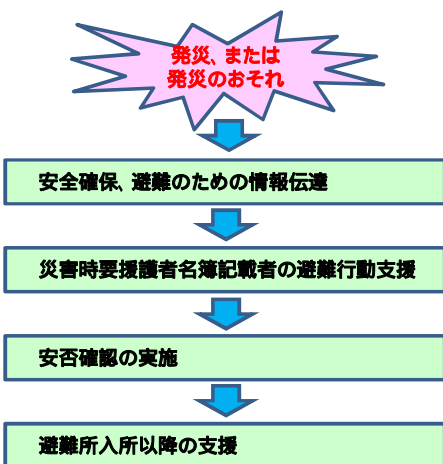 発災、または
発災のおそれ
安全確保、避難のための情報伝達
災害時要援護者名簿記載者の避難行動支援
安否確認の実施
避難所入所以降の支援